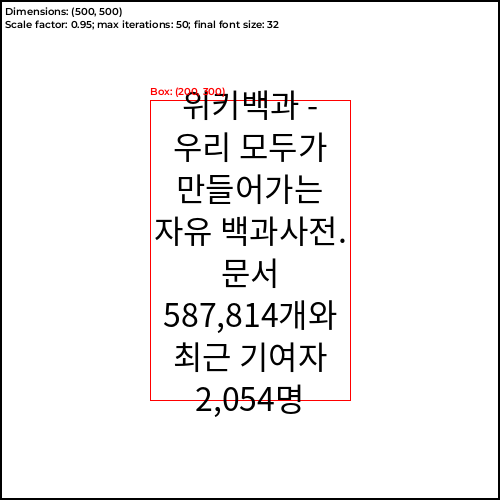 Dimensions: (500, 500)
Scale factor: 0.95; max iterations: 50; final font size: 32
Box: (200, 300)
위키백과 -
우리 모두가
만들어가는
자유 백과사전.
문서
587,814개와
최근 기여자
2,054명